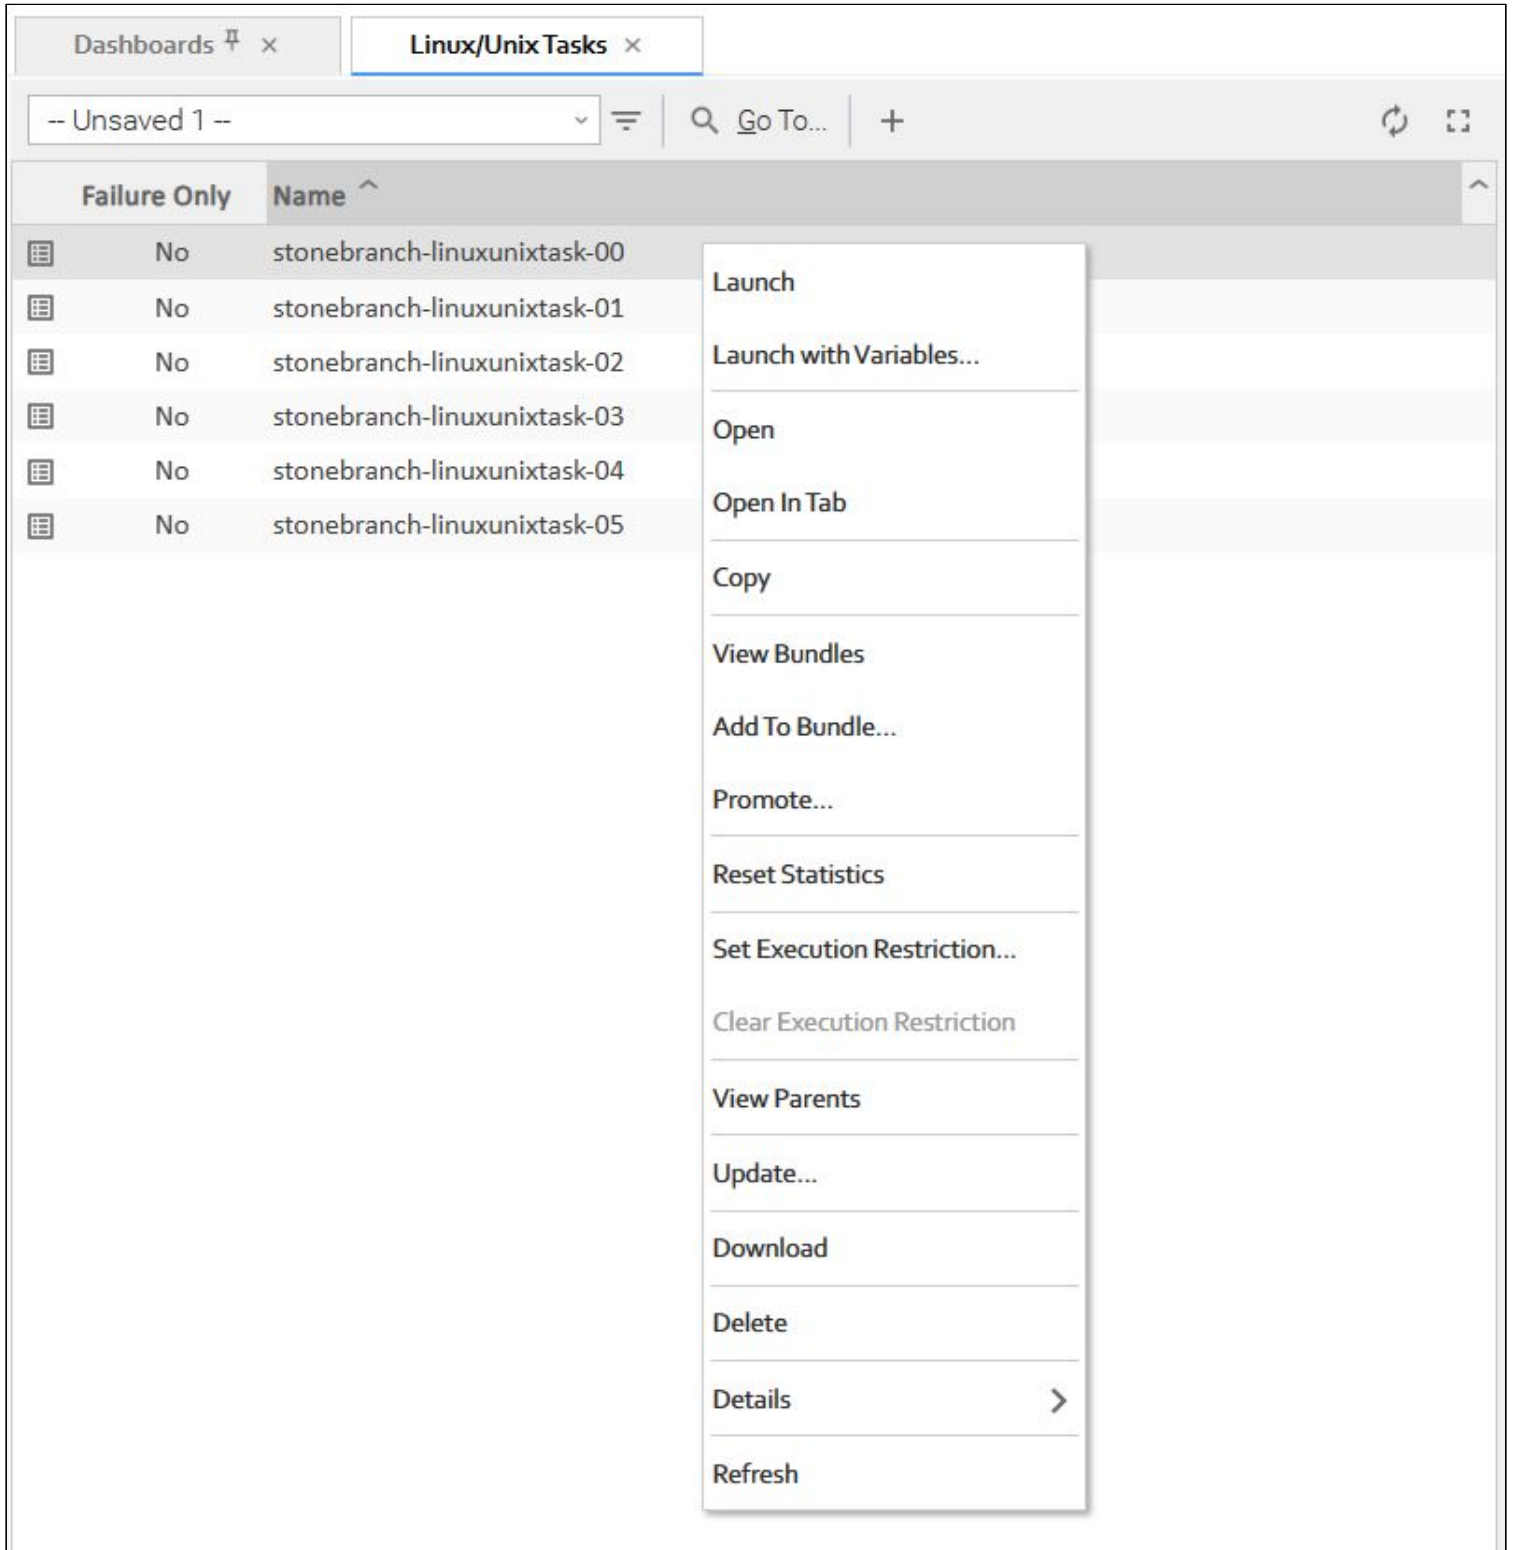 Dashboards
Linux/Unix Tasks
-- Unsaved 1 --
Go To...
Failure Only
Name
No
stonebranch-linuxunixtask-00
No
stonebranch-linuxunixtask-01
No
stonebranch-linuxunixtask-02
No
stonebranch-linuxunixtask-03
No
stonebranch-linuxunixtask-04
No
stonebranch-linuxunixtask-05
Launch
Launch with Variables...
Open
Open In Tab
Copy
View Bundles
Add To Bundle...
Promote...
Reset Statistics
Set Execution Restriction...
Clear Execution Restriction
View Parents
Update...
Download
Delete
Details
Refresh